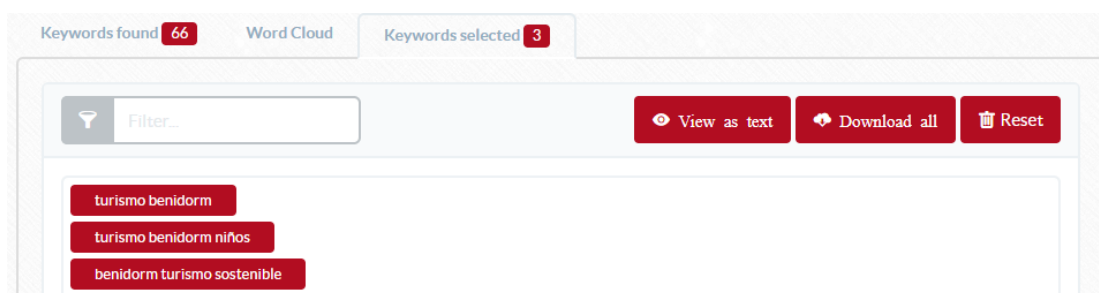 Keywords found 66 Word Cloud Keywords selected 3
Filter... View as text Download all Reset
turismo benidorm
turismo benidorm niños
benidorm turismo sostenible